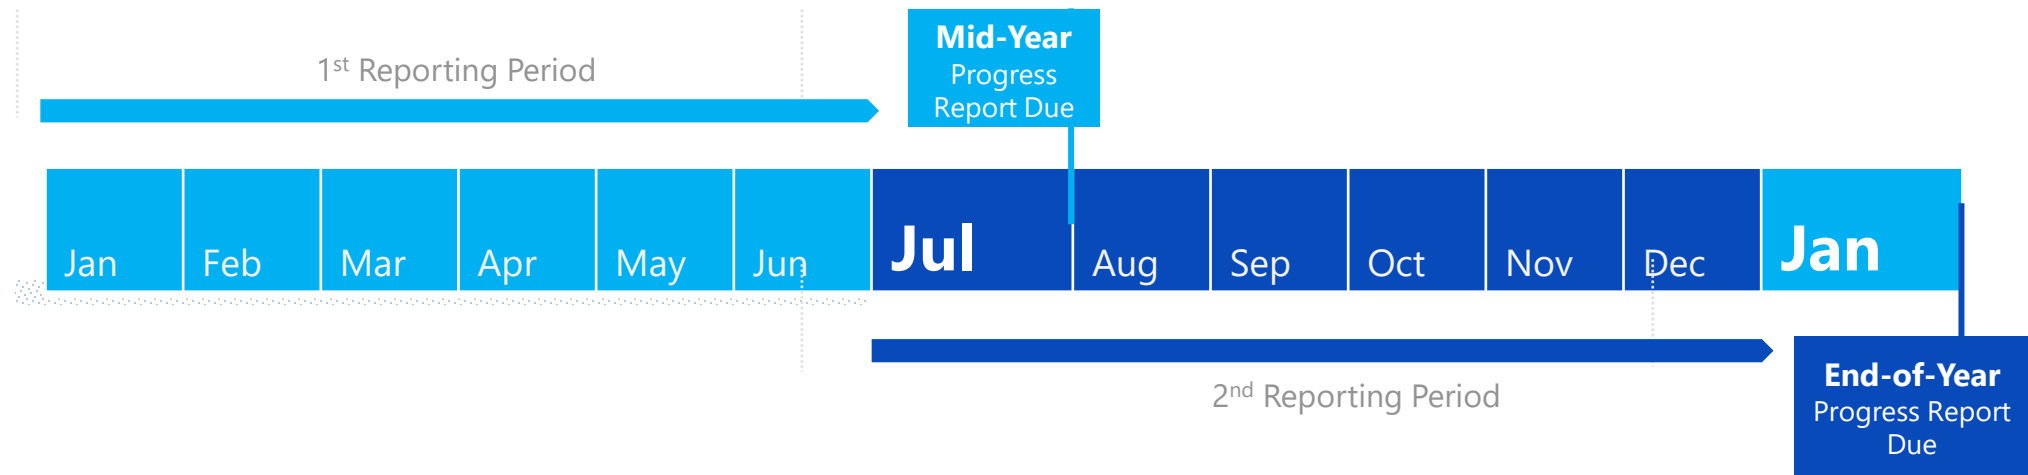 1st Reporting Period
Mid-Year
Progress
Report Due
Jan
Feb
Mar
Apr
May
Jun
Jul
Aug
Sep
Oct
Nov
Dec
Jan
2nd Reporting Period
End-of-Year
Progress Report
Due